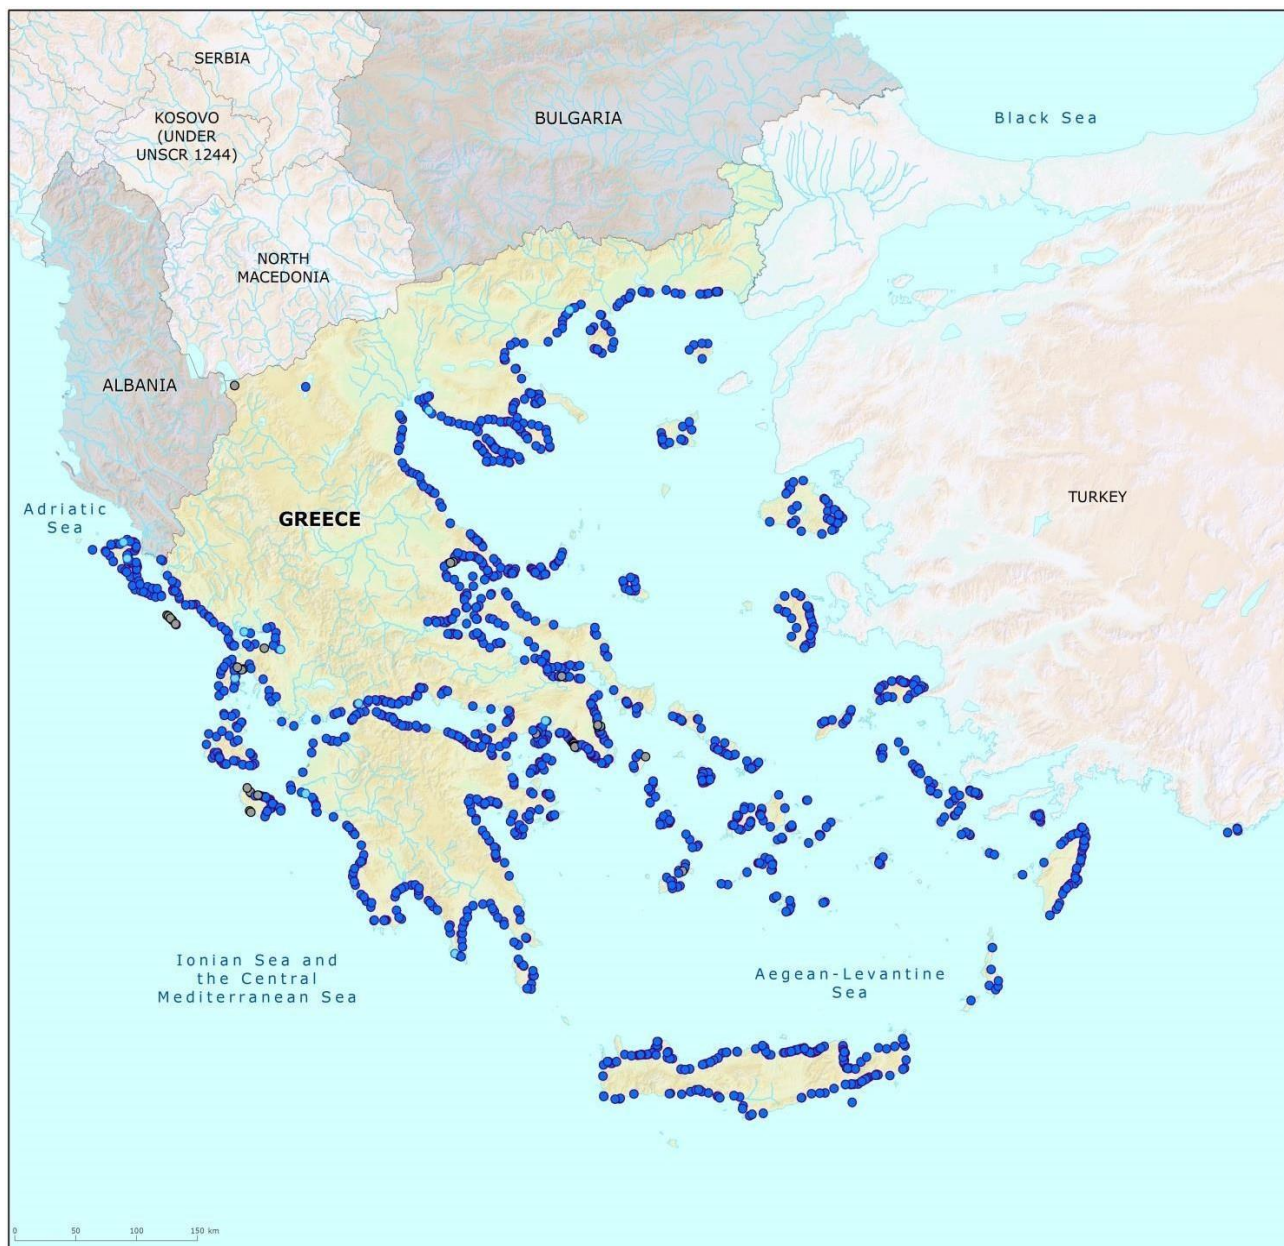 SERBIA
KOSOVO
(UNDER
UNSCR 1244)
BULGARIA
Black Sea
NORTH
MACEDONIA
ALBANIA
TURKEY
Adriatic
Sea
GREECE
Ionian Sea and
the Central
Mediterranean Sea
Aegean-Levantine
Sea
0 50 100 150 km